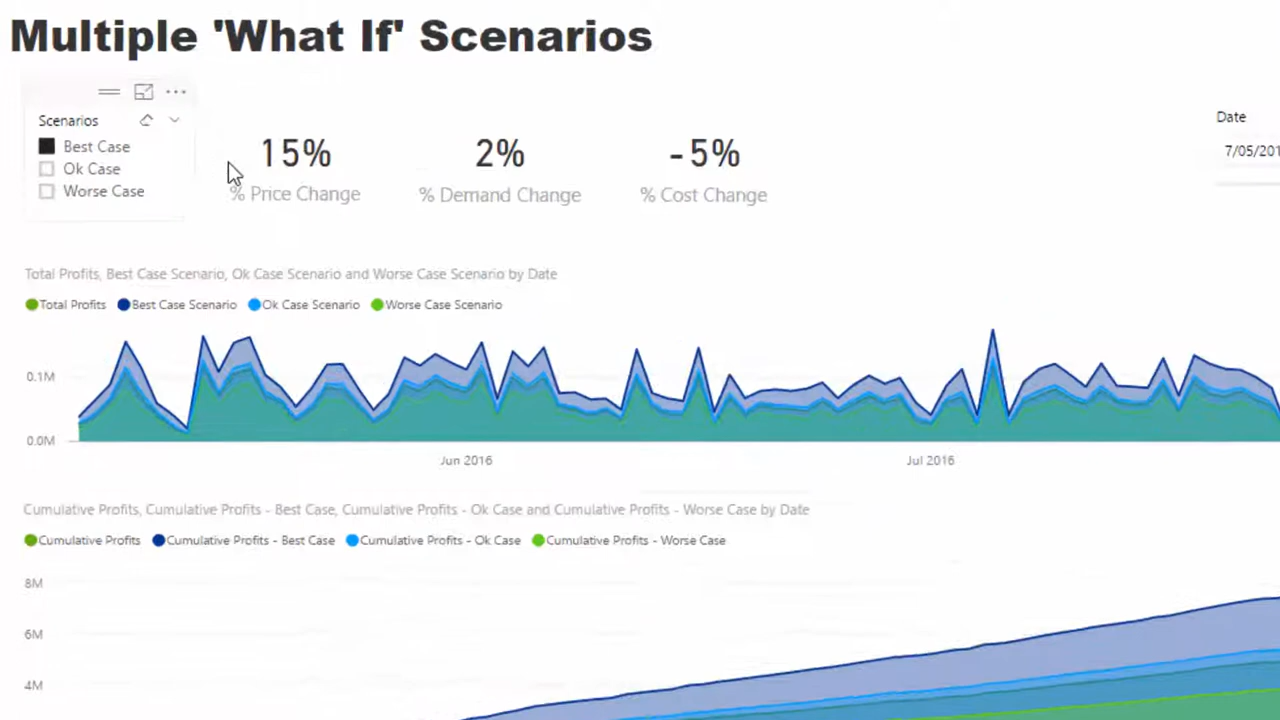 Multiple 'What If' Scenarios
Scenarios
Best Case
Ok Case
Worse Case
15%
% Price Change
2%
% Demand Change
-5%
% Cost Change
Date
7/05/201
Total Profits, Best Case Scenario, Ok Case Scenario and Worse Case Scenario by Date
Total Profits Best Case Scenario Ok Case Scenario Worse Case Scenario
0.1M
0.0M
Jun 2016 Jul 2016
Cumulative Profits, Cumulative Profits - Best Case, Cumulative Profits - Ok Case and Cumulative Profits - Worse Case by Date
Cumulative Profits Cumulative Profits - Best Case Cumulative Profits - Ok Case Cumulative Profits - Worse Case
8M
6M
4M